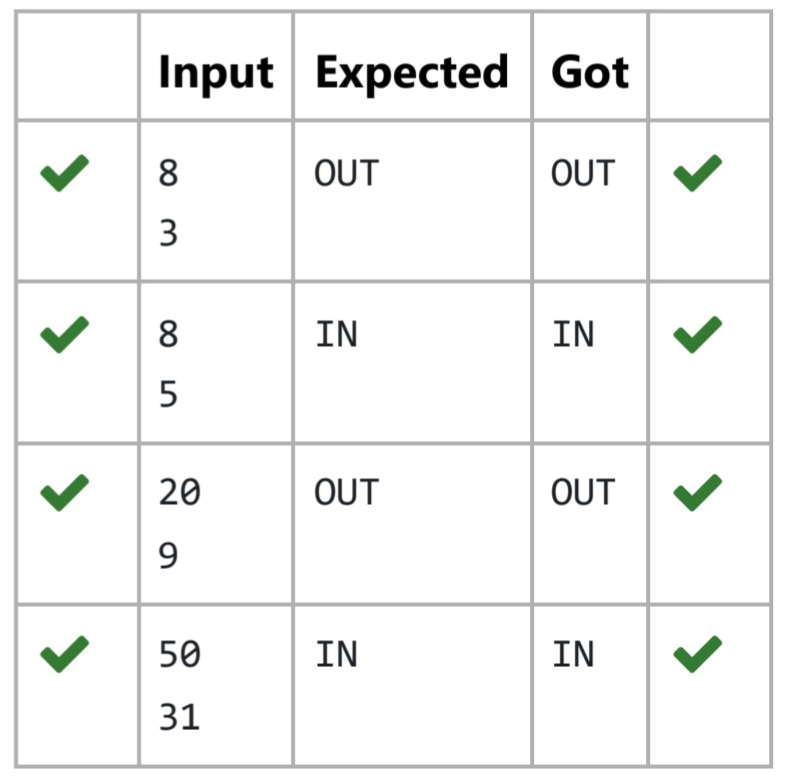 Input Expected Got
8 OUT OUT
3
8 IN IN
5
20 OUT OUT
9
50 IN IN
31